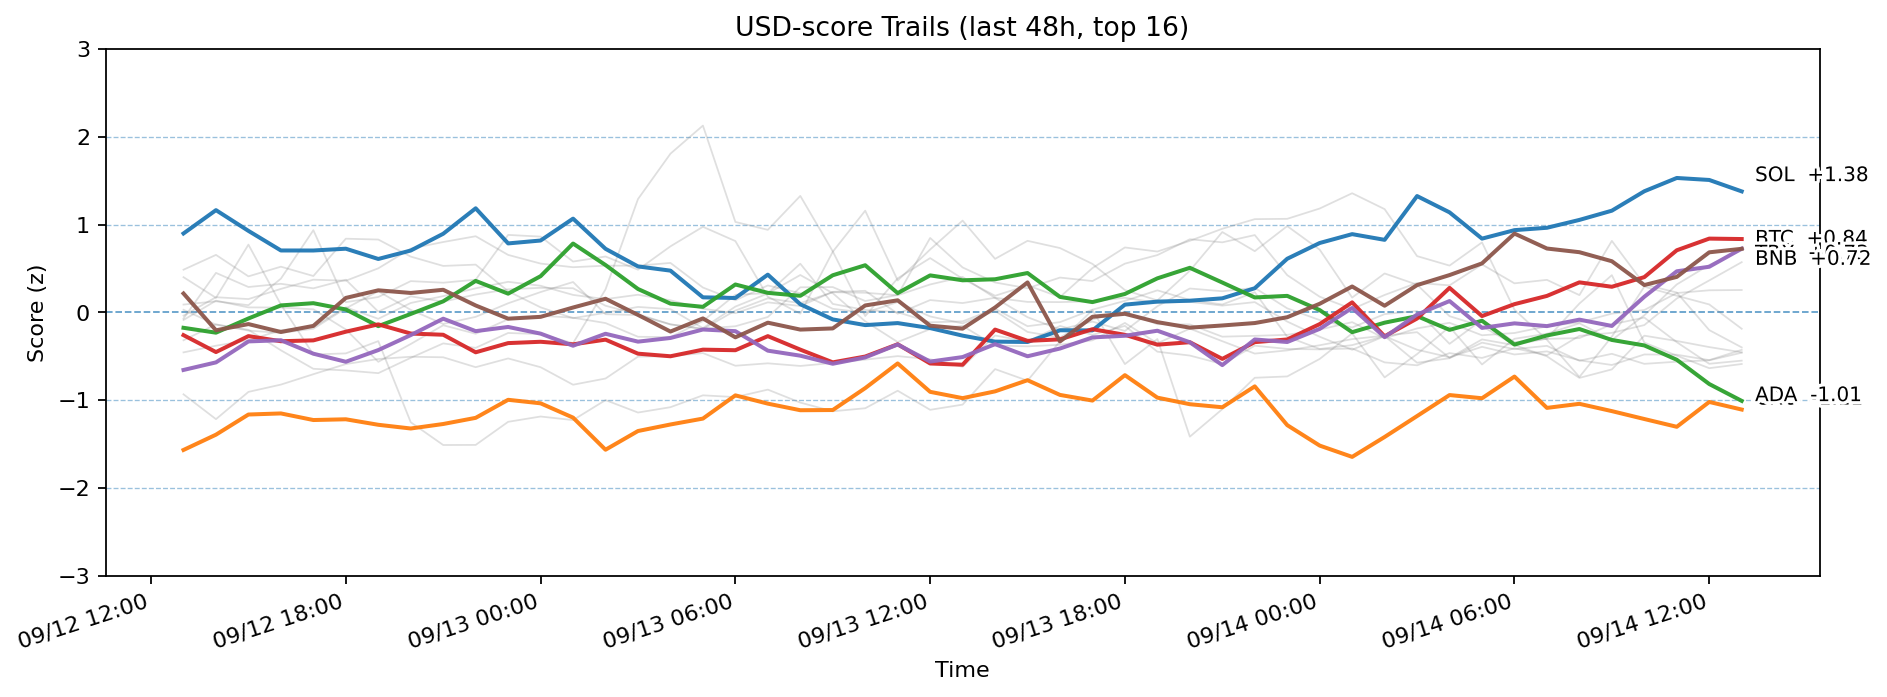 USD-score Trails (last 48h, top 16)
3
2
1
0
−1
−2
−3
Score (z)
SOL +1.38
BTC +0.84
BNB +0.72
ADA -1.01
09/12 12:00
09/12 18:00
09/13 00:00
09/13 06:00
09/13 12:00
09/13 18:00
09/14 00:00
09/14 06:00
09/14 12:00
Time